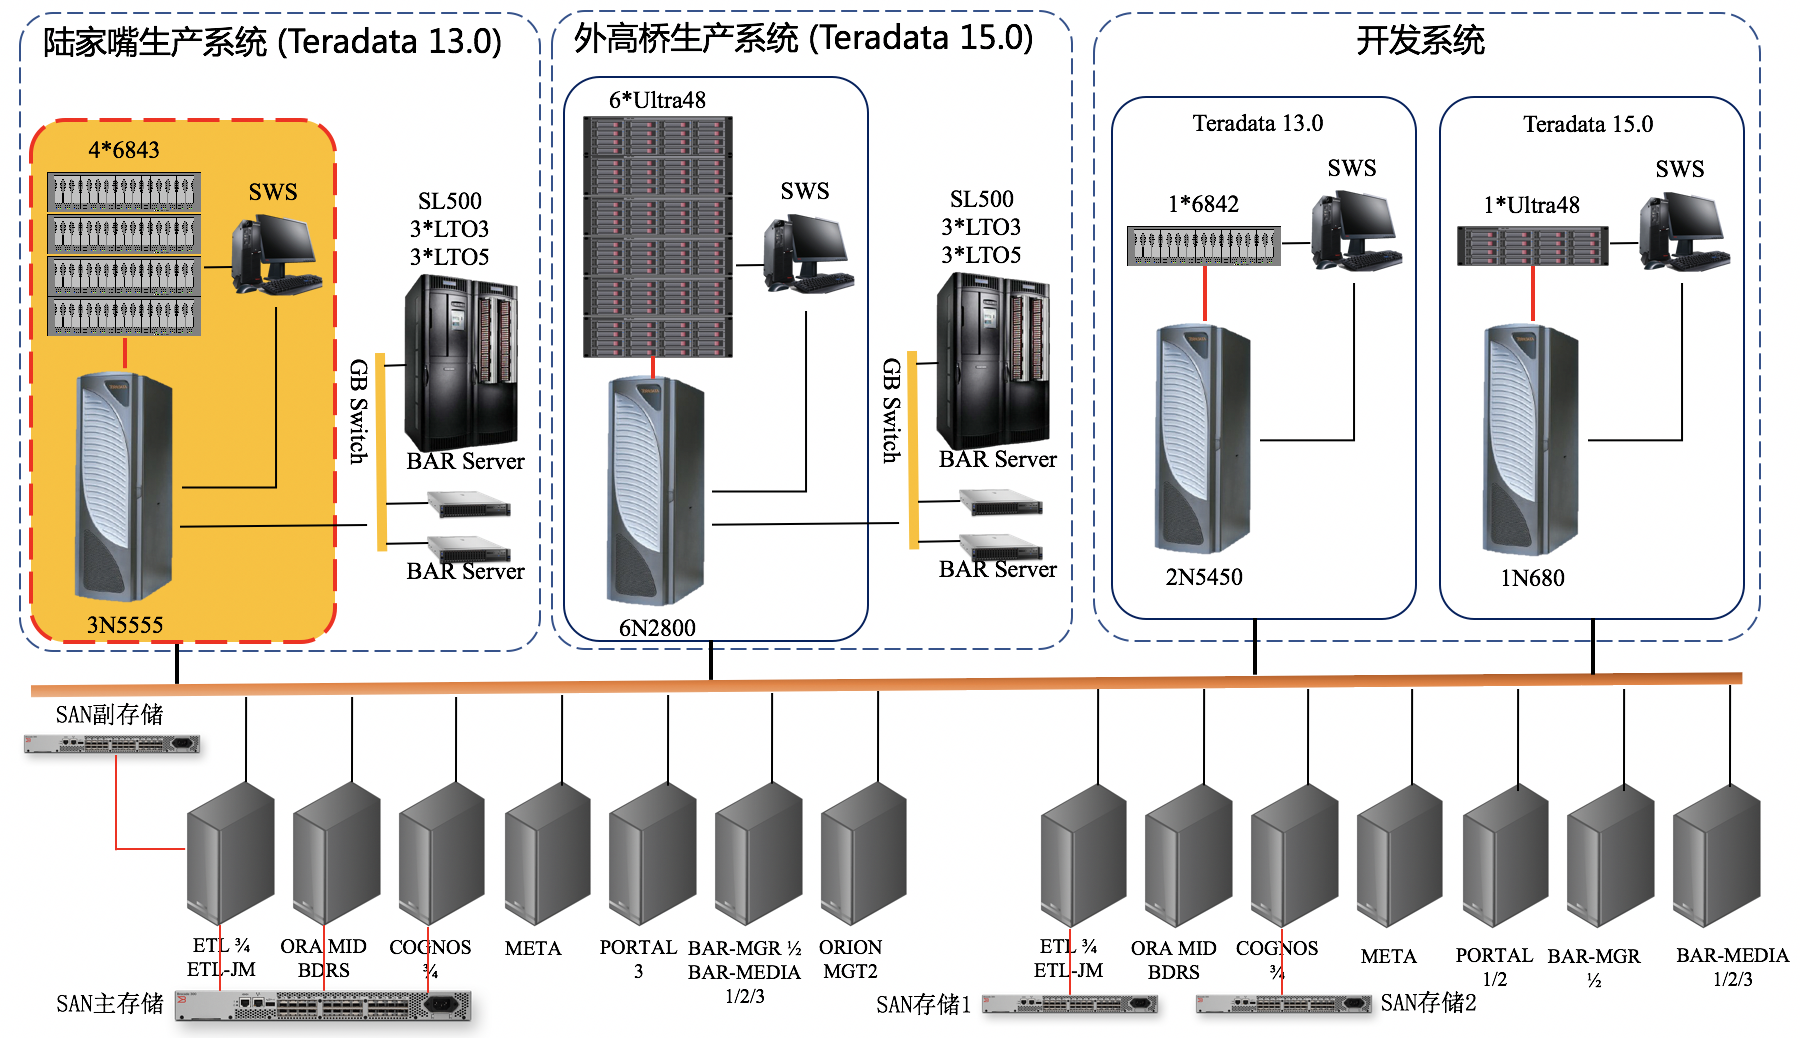 陆家嘴生产系统 (Teradata 13.0)
4*6843
SWS
SL500
3*LTO3
3*LTO5
GB Switch
BAR Server
BAR Server
3N5555
外高桥生产系统 (Teradata 15.0)
6*Ultra48
SWS
SL500
3*LTO3
3*LTO5
GB Switch
BAR Server
BAR Server
6N2800
开发系统
Teradata 13.0
SWS
1*6842
2N5450
Teradata 15.0
SWS
1*Ultra48
1N680
SAN副存储
ETL ¾
ETL-JM
ORA MID
BDRS
COGNOS
¾
META
PORTAL
3
BAR-MGR ½
BAR-MEDIA
1/2/3
ORION
MGT2
SAN主存储
ETL ¾
ETL-JM
ORA MID
BDRS
COGNOS
¾
META
PORTAL
1/2
BAR-MGR
½
BAR-MEDIA
1/2/3
SAN存储1
SAN存储2